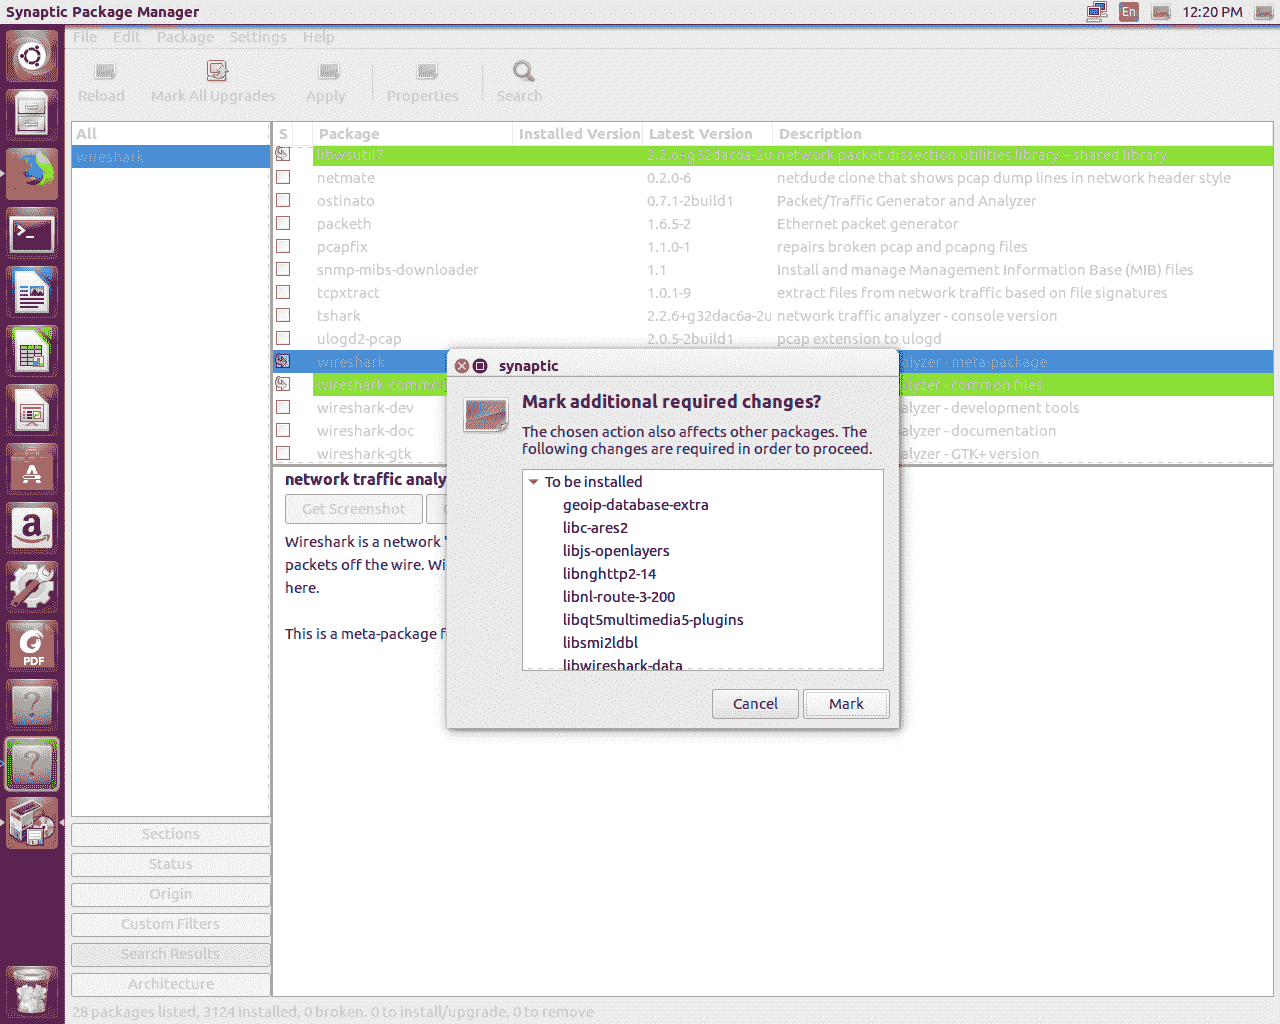 Synaptic Package Manager
En
12:20 PM
File Edit Package Settings Help
Reload Mark All Upgrades Apply Properties Search
All
wireshark
S Package Installed Version Latest Version Description
libwsutil7 2.2.6+g32dac6a-2u network packet dissection utilities library – shared library
netmate 0.2.0-6 netdude clone that shows pcap dump lines in network header style
ostinato 0.7.1-2build1 Packet/Traffic Generator and Analyzer
packeth 1.6.5-2 Ethernet packet generator
pcapfix 1.1.0-1 repairs broken pcap and pcapng files
snmp-mibs-downloader 1.1 Install and manage Management Information Base (MIB) files
tcpxtract 1.0.1-9 extract files from network traffic based on file signatures
tshark 2.2.6+g32dac6a-2u network traffic analyzer - console version
ulogd2-pcap 2.0.5-2build1 pcap extension to ulogd
wireshark alyzer - meta-package
wireshark-commo alyzer - common files
wireshark-dev alyzer - development tools
wireshark-doc alyzer - documentation
wireshark-gtk alyzer - GTK+ version
network traffic analy
Get Screenshot
Wireshark is a network "
packets off the wire. Wi
here.
This is a meta-package f
synaptic
Mark additional required changes?
The chosen action also affects other packages. The
following changes are required in order to proceed.
To be installed
geoip-database-extra
libc-ares2
libjs-openlayers
libnghttp2-14
libnl-route-3-200
libqt5multimedia5-plugins
libsmi2ldbl
libwireshark-data
Cancel Mark
Sections
Status
Origin
Custom Filters
Search Results
Architecture
28 packages listed, 3124 installed, 0 broken. 0 to install/upgrade, 0 to remove
PDF